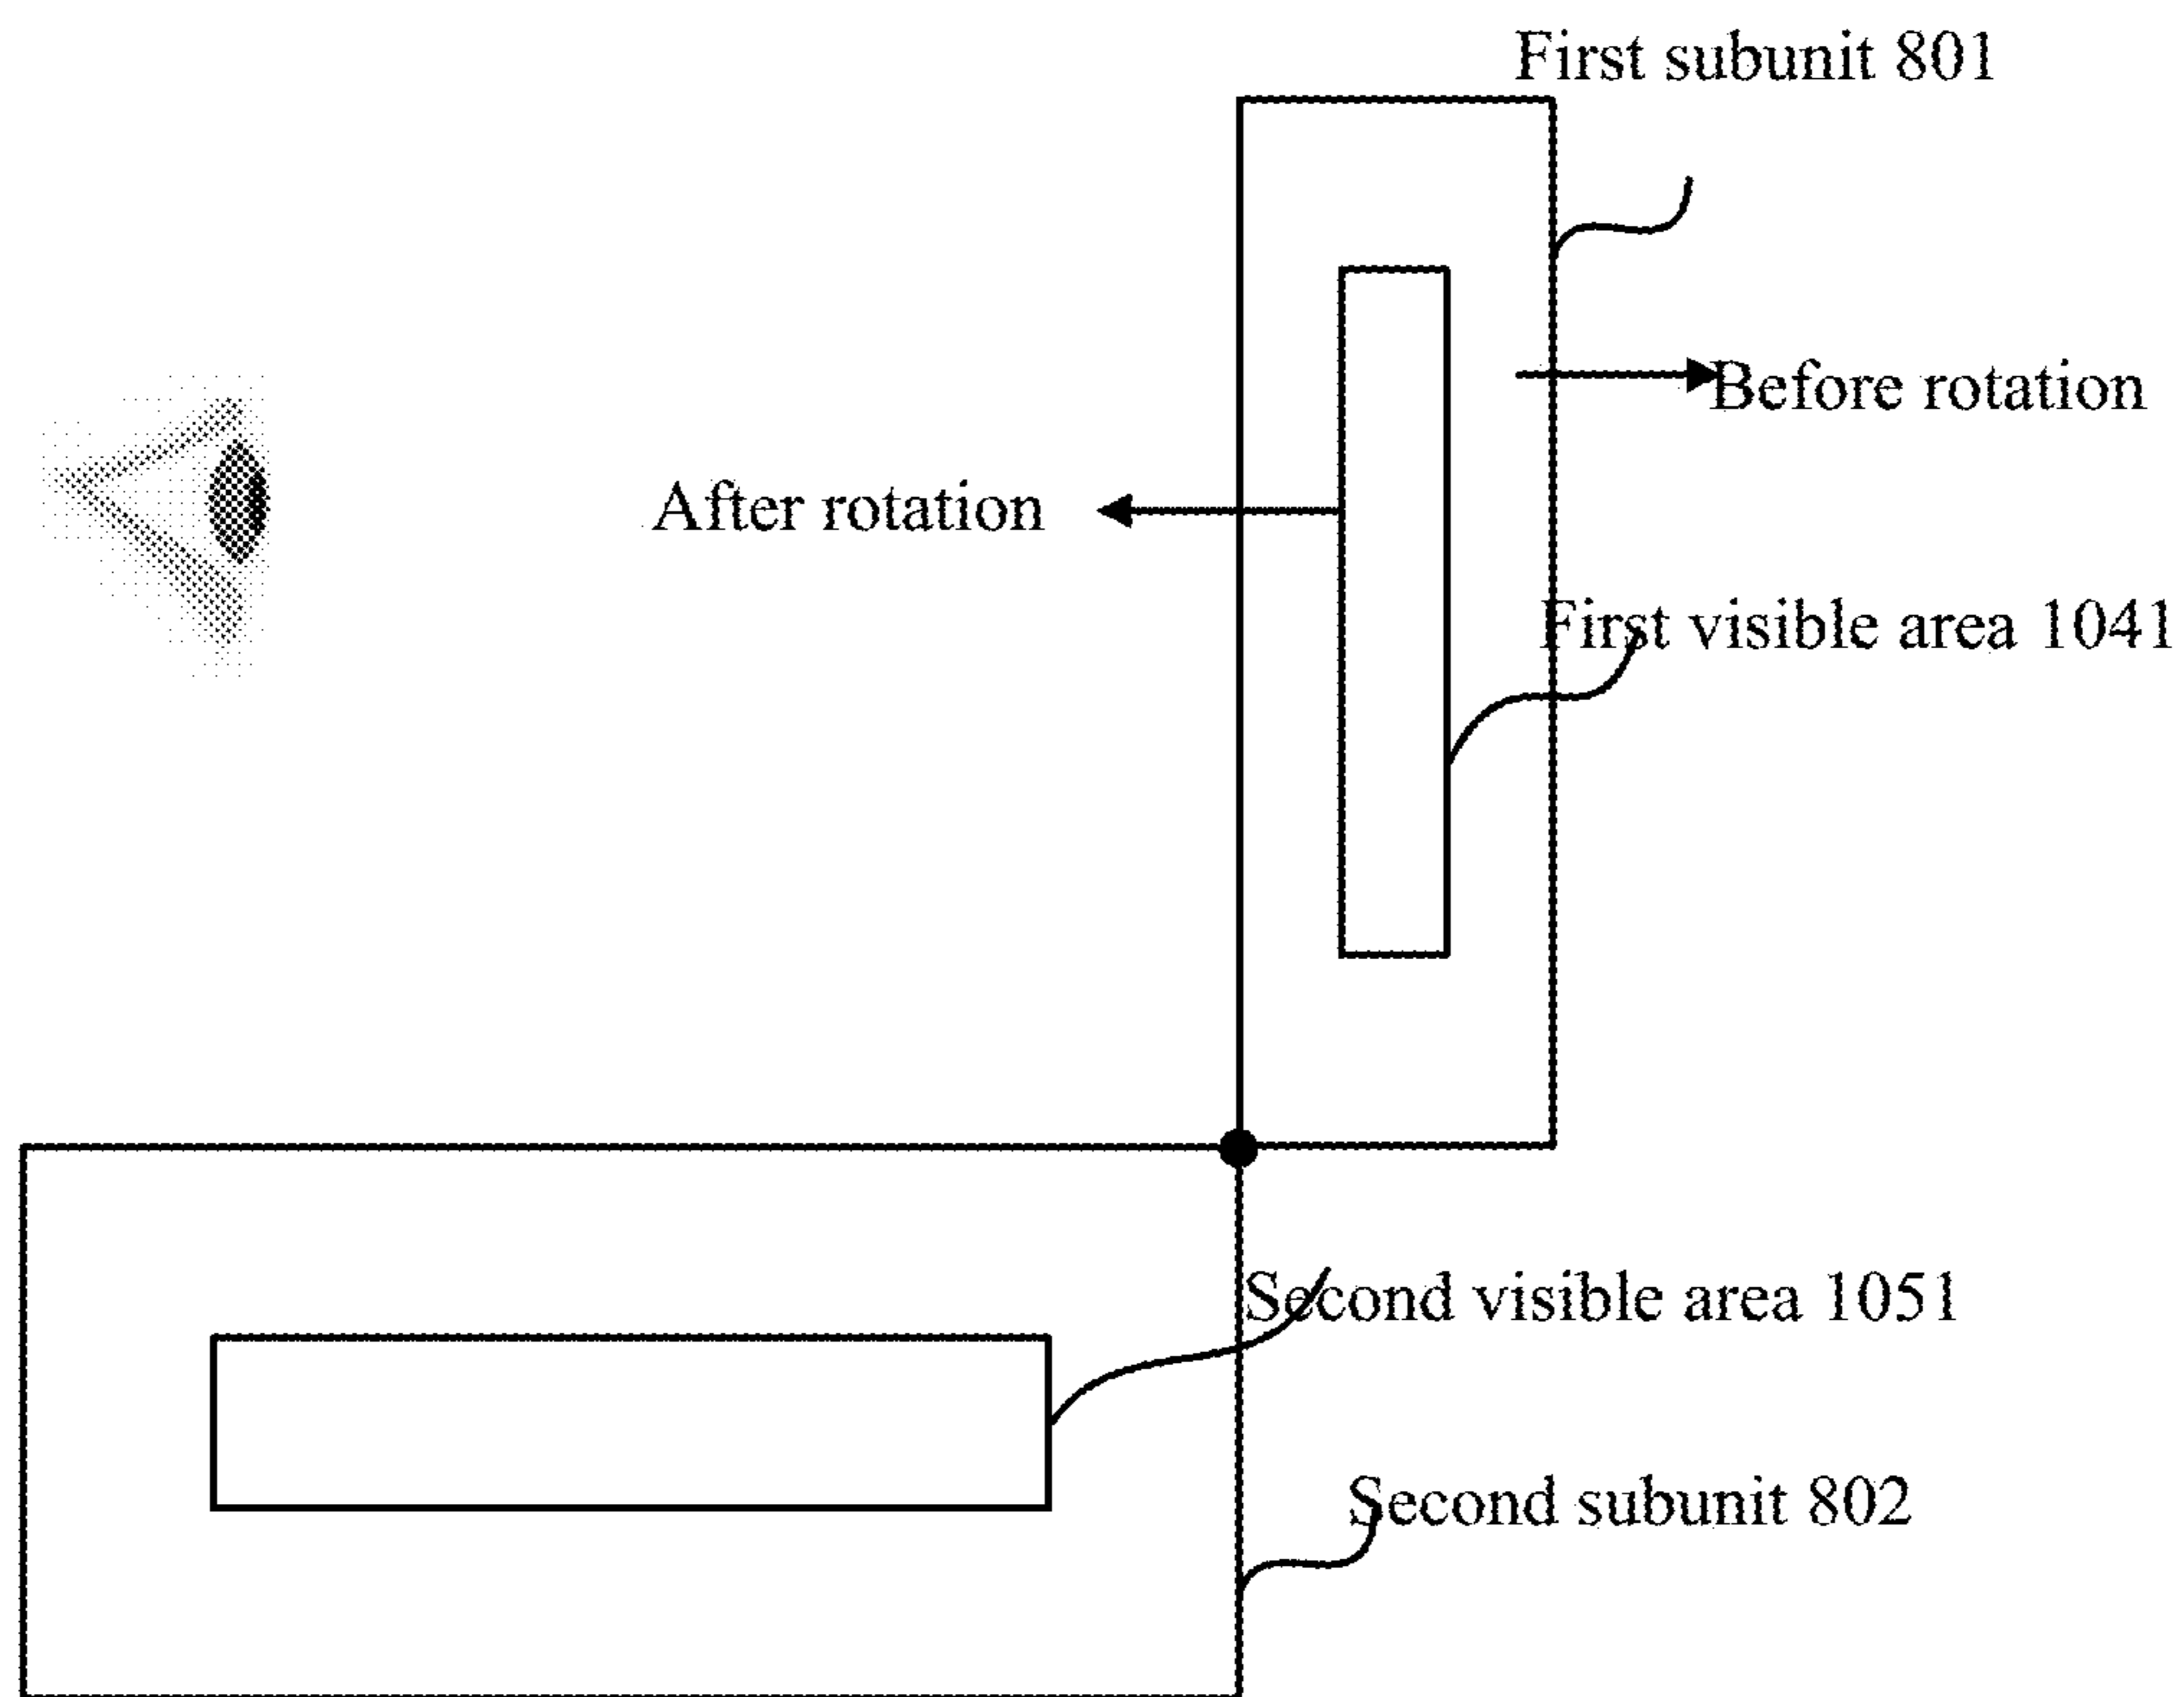 First subunit 801
Before rotation
After rotation
First visible area 1041
Second visible area 1051
Second subunit 802